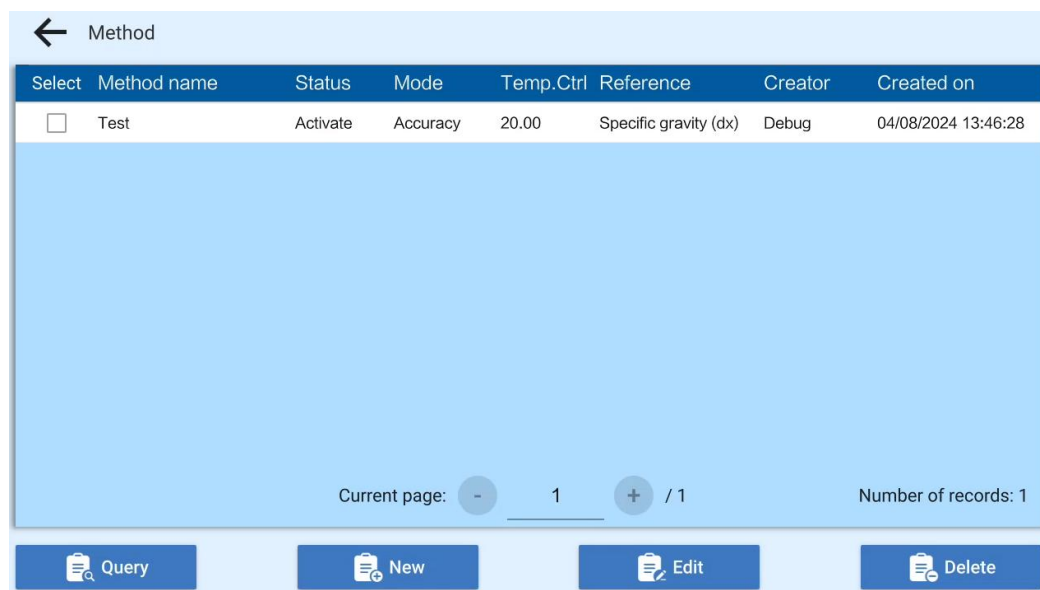 Method
Select Method name Status Mode Temp.Ctrl Reference Creator Created on
Test Activate Accuracy 20.00 Specific gravity (dx) Debug 04/08/2024 13:46:28
Current page: - 1 + / 1 Number of records: 1
Query New Edit Delete